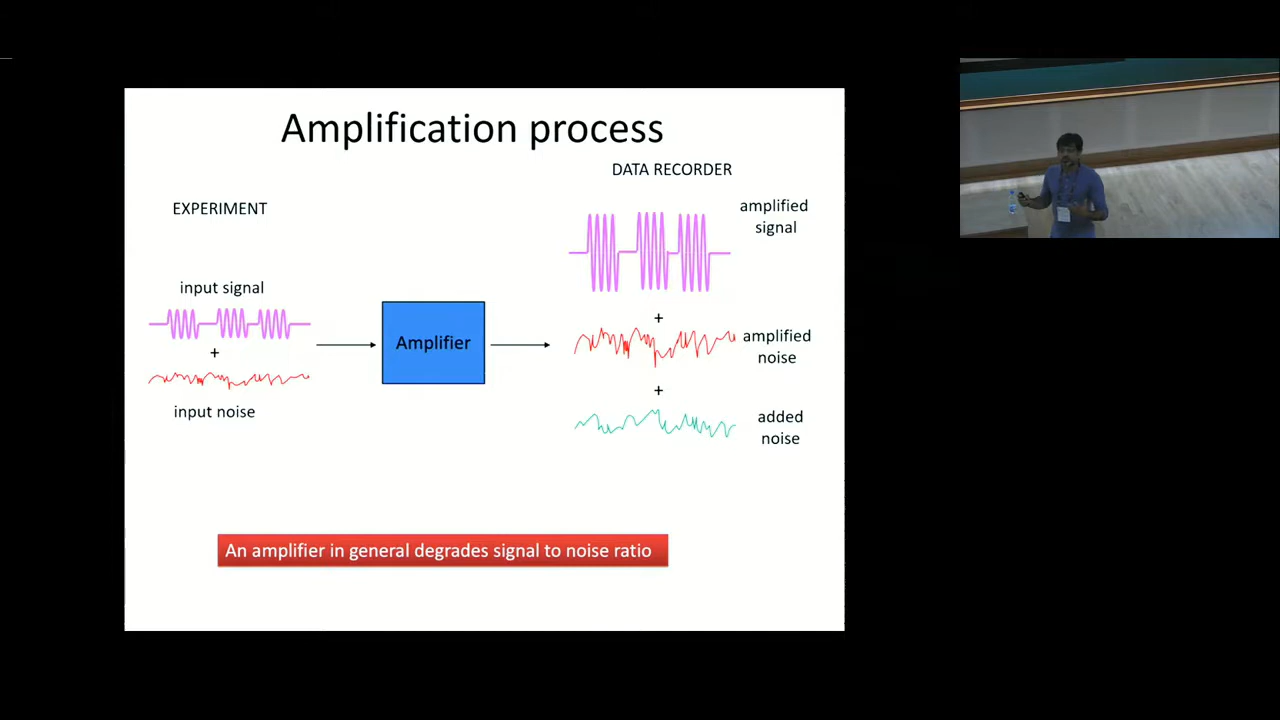 Amplification process
DATA RECORDER
EXPERIMENT
amplified
signal
input signal
+
+
amplified
noise
Amplifier
+
input noise
added
noise
An amplifier in general degrades signal to noise ratio